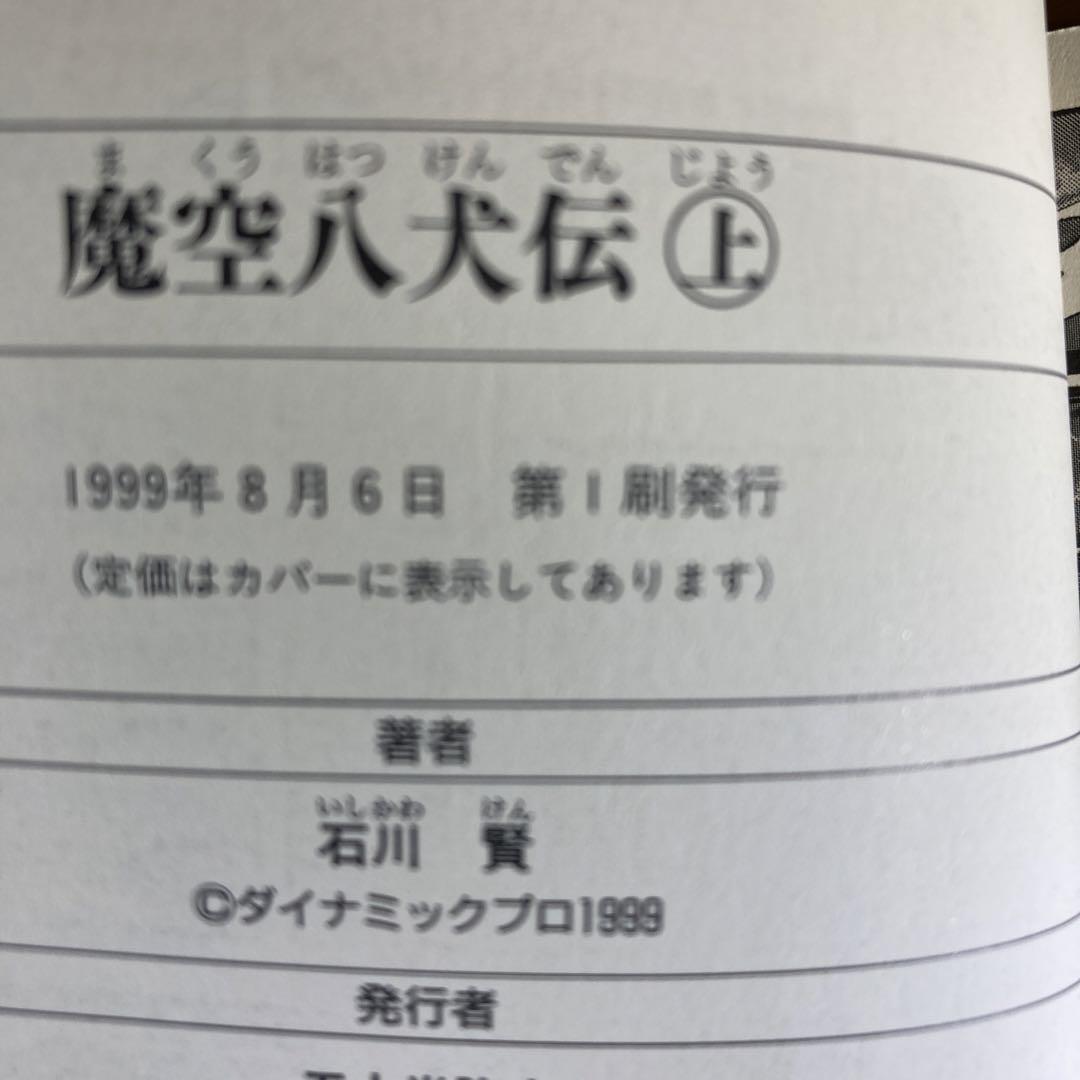 ま くう はつ けん でん じょう
魔空八犬伝 ㊤
1999年8月6日 第1刷発行
(定価はカバーに表示してあります)
著者
いしかわ けん
石川 賢
©ダイナミックプロ1999
発行者